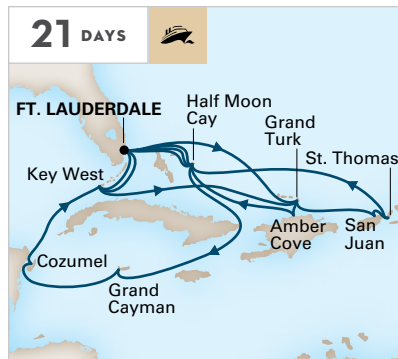 21 DAYS
FT. LAUDERDALE
Half Moon
Cay
Grand
Turk
St. Thomas
Key West
Amber
Cove
San
Juan
Cozumel
Grand
Cayman